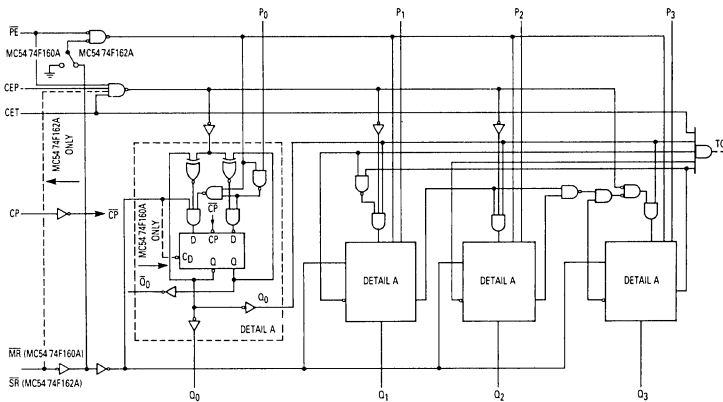 P0
P1
P2
P3
PE
MC54 74F160A
MC54 74F162A
CEP
CET
TC
MC54 74F162A
ONLY
CP
CP
MC54 74F160A
ONLY
CP
D
CP
D
CD
Q
Q
Q0
Q0
DETAIL A
DETAIL A
DETAIL A
DETAIL A
MR (MC54 74F160A)
SR (MC54 74F162A)
Q0
Q1
Q2
Q3